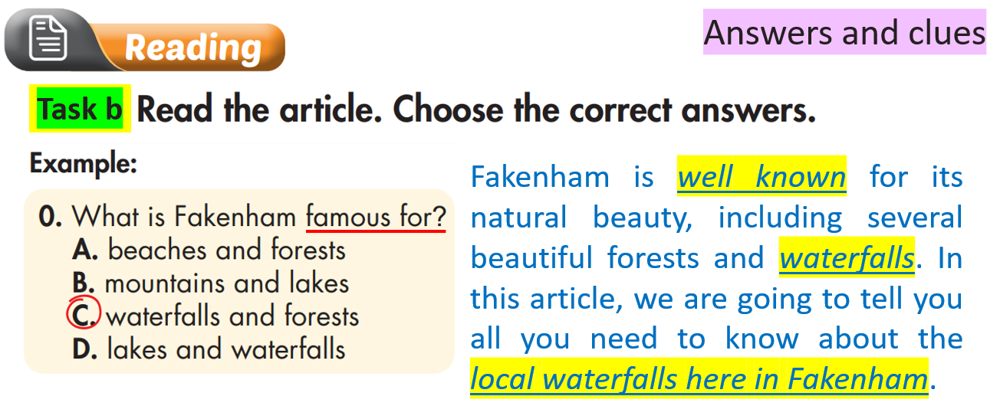 Reading
Answers and clues
Task b Read the article. Choose the correct answers.
Example:
0. What is Fakenham famous for?
A. beaches and forests
B. mountains and lakes
C. waterfalls and forests
D. lakes and waterfalls
Fakenham is well known for its
natural beauty, including several
beautiful forests and waterfalls. In
this article, we are going to tell you
all you need to know about the
local waterfalls here in Fakenham.